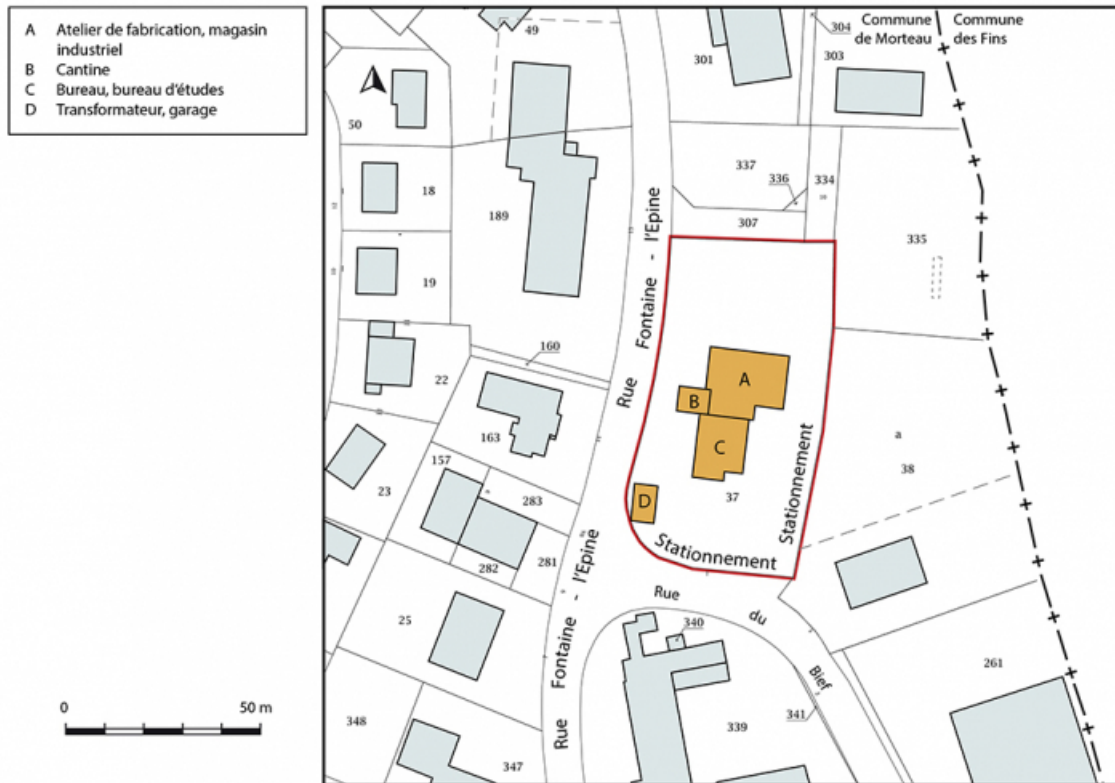 A Atelier de fabrication, magasin
industriel
B Cantine
C Bureau, bureau d'études
D Transformateur, garage
0 50 m
49
301
304
303
Commune
de Morteau
Commune
des Fins
50
18
189
337
336
334
307
335
19
Rue Fontaine - l'Epine
160
22
A
B
C
D
163
a
38
157
23
283
37
Stationnement
Stationnement
281
282
Rue Fontaine - l'Epine
Rue du Bief
25
340
261
341
339
348
347